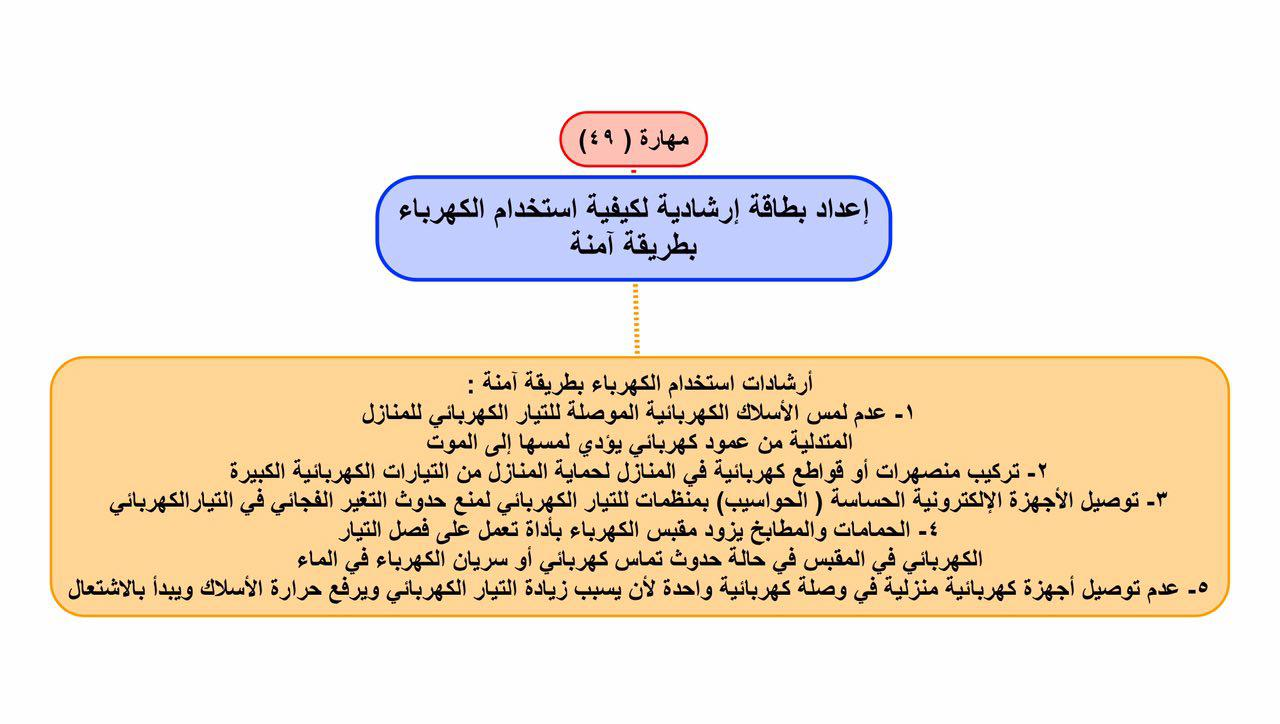 مهارة ( ٤٩)
إعداد بطاقة إرشادية لكيفية استخدام الكهرباء
بطريقة آمنة
أرشادات استخدام الكهرباء بطريقة آمنة :
١- عدم لمس الأسلاك الكهربائية الموصلة للتيار الكهربائي للمنازل
المتدلية من عمود كهربائي يؤدي لمسها إلى الموت
٢- تركيب منصهرات أو قواطع كهربائية في المنازل لحماية المنازل من التيارات الكهربائية الكبيرة
٣- توصيل الأجهزة الإلكترونية الحساسة ( الحواسيب) بمنظمات للتيار الكهربائي لمنع حدوث التغير الفجائي في التيارالكهربائي
٤- الحمامات والمطابخ يزود مقبس الكهرباء بأداة تعمل على فصل التيار
الكهربائي في المقبس في حالة حدوث تماس كهربائي أو سريان الكهرباء في الماء
٥- عدم توصيل أجهزة كهربائية منزلية في وصلة كهربائية واحدة لأن يسبب زيادة التيار الكهربائي ويرفع حرارة الأسلاك ويبدأ بالاشتعال